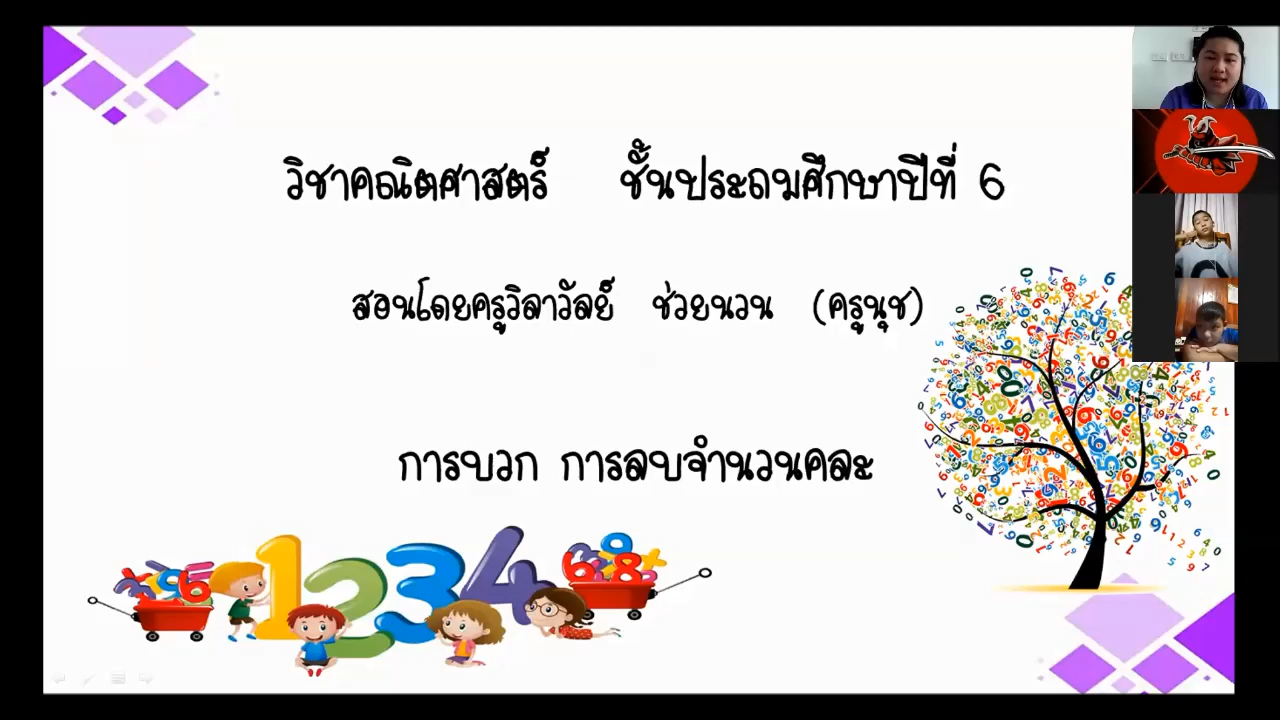 วิชาคณิตศาสตร์ ชั้นประถมศึกษาปีที่ 6
สอนโดยครูวิลาวัลย์ ช่วยนวน (ครูนุช)
การบวก การลบจำนวนคละ
1234